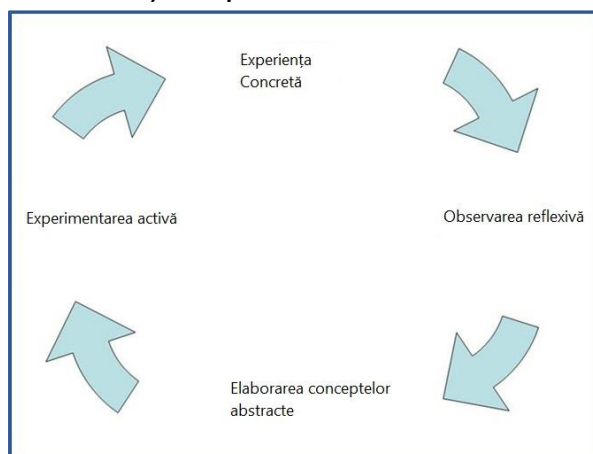 Experiența
Concretă
Experimentarea activă
Observarea reflexivă
Elaborarea conceptelor
abstracte